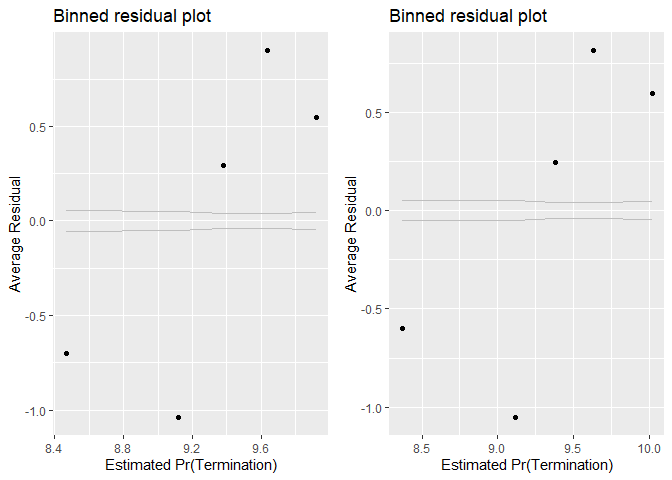 Binned residual plot
Average Residual
0.5
0.0
-0.5
-1.0
8.4 8.8 9.2 9.6
Estimated Pr(Termination)
Binned residual plot
Average Residual
0.5
0.0
-0.5
-1.0
8.5 9.0 9.5 10.0
Estimated Pr(Termination)